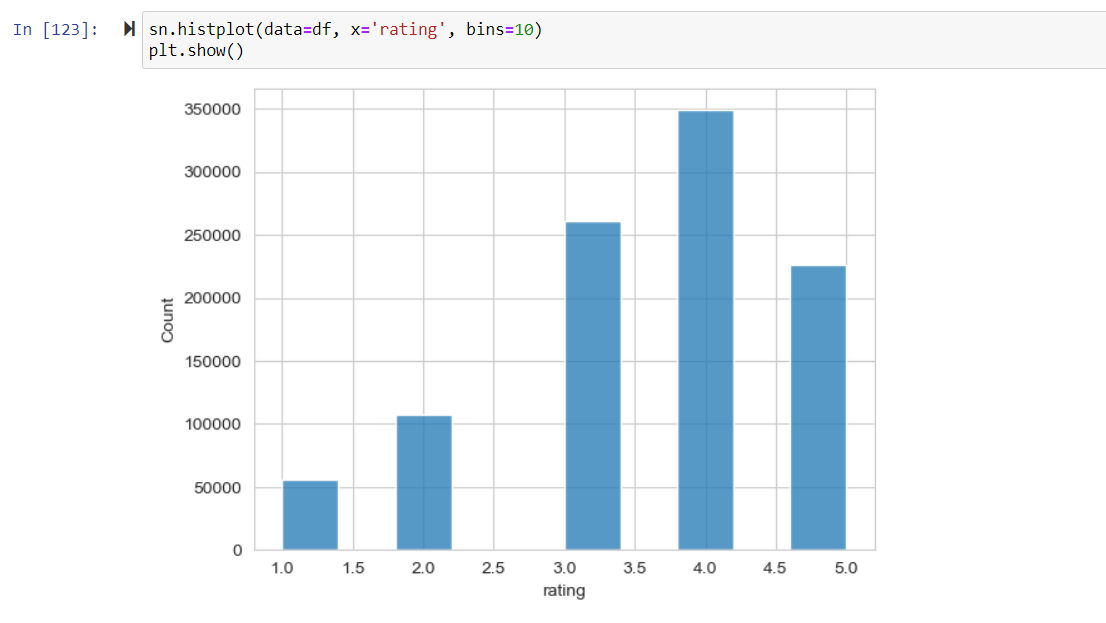 In [123]:
sn.histplot(data=df, x='rating', bins=10)
plt.show()
350000
300000
250000
200000
150000
100000
50000
0
Count
1.0 1.5 2.0 2.5 3.0 3.5 4.0 4.5 5.0
rating